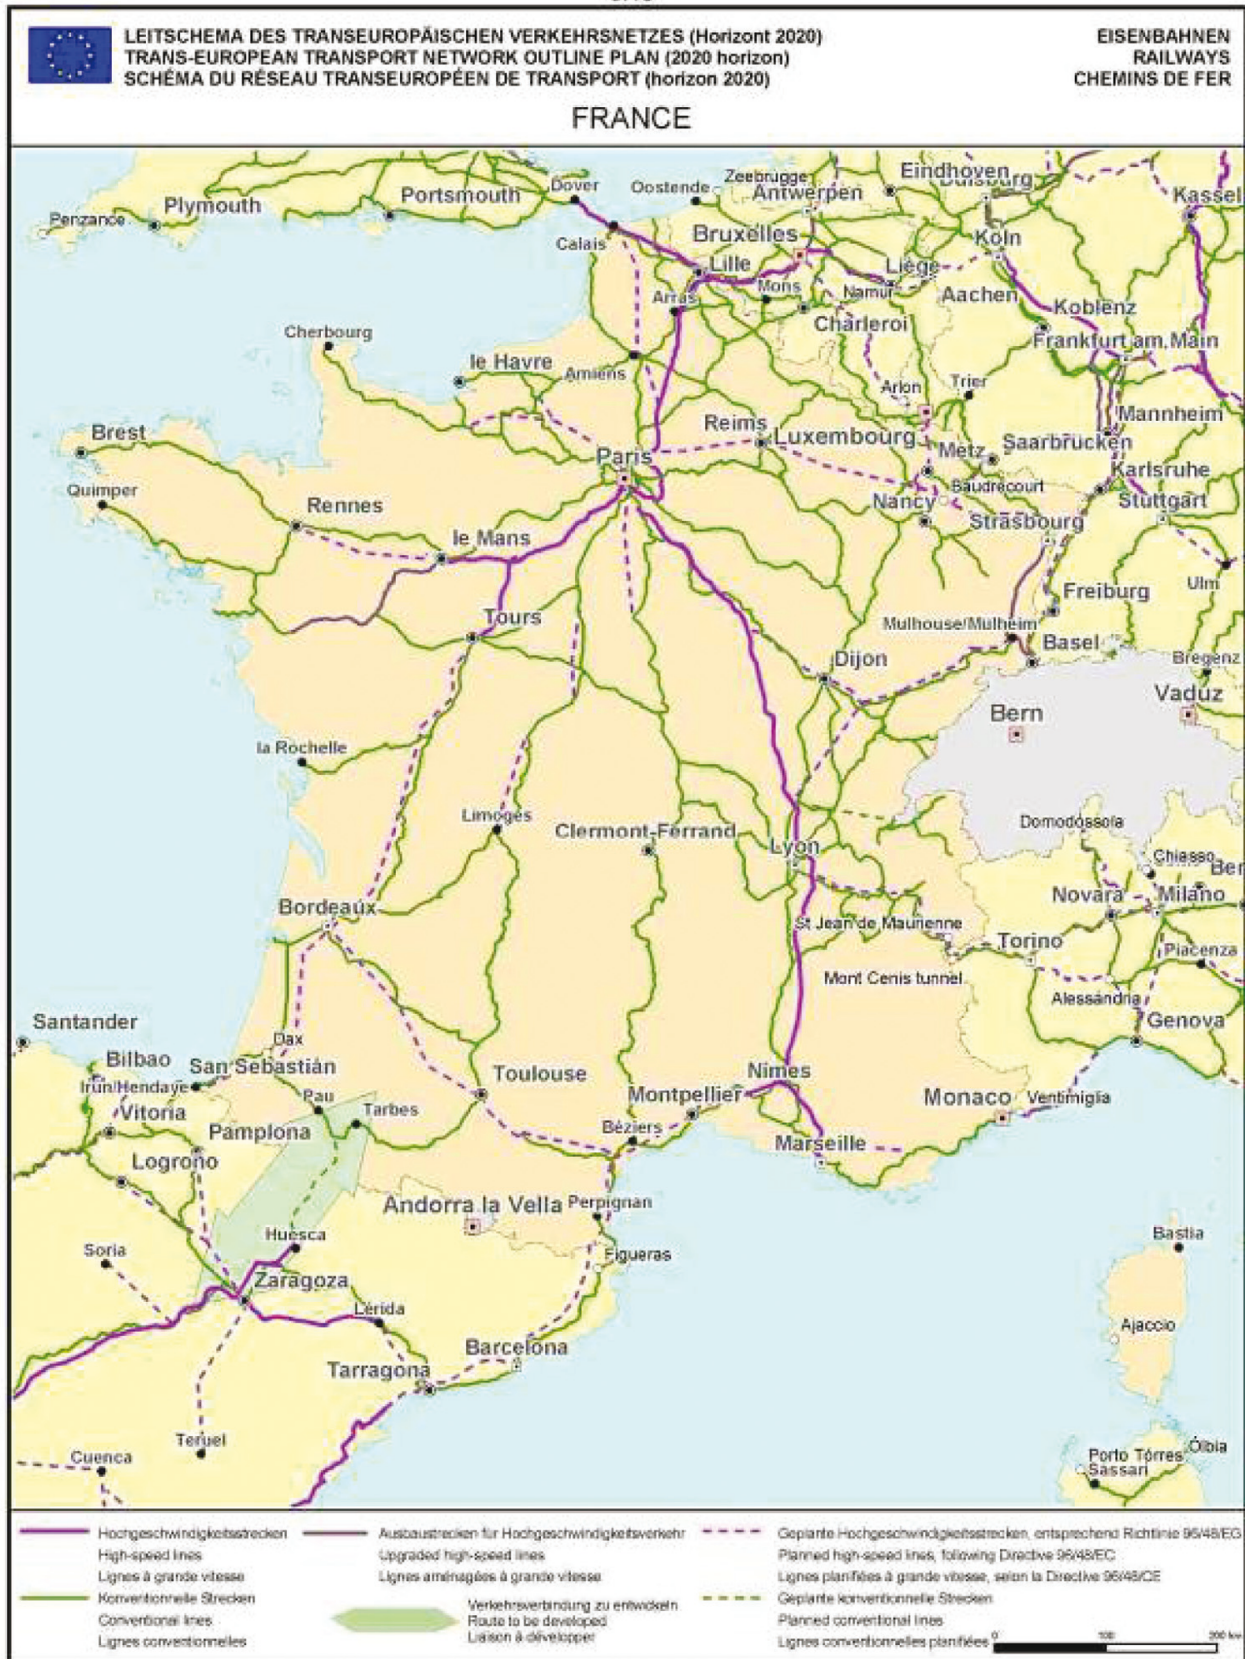 LEITSCHEMA DES TRANSEUROPÄISCHEN VERKEHRSNETZES (Horizont 2020)
TRANS-EUROPEAN TRANSPORT NETWORK OUTLINE PLAN (2020 horizon)
SCHÉMA DU RÉSEAU TRANSEUROPÉEN DE TRANSPORT (horizon 2020)
EISENBAHNEN
RAILWAYS
CHEMINS DE FER
FRANCE
Penzance
Plymouth
Portsmouth
Dover
Oostende
Zeebrugge
Antwerpen
Eindhoven
Duisburg
Kassel
Calais
Bruxelles
Lille
Liège
Köln
Aachen
Arras
Mons
Namur
Charleroi
Koblenz
Frankfurt am Main
Cherbourg
le Havre
Amiens
Arlon
Trier
Mannheim
Brest
Reims
Luxembourg
Saarbrücken
Paris
Metz
Karlsruhe
Quimper
Rennes
Baudrecourt
Nancy
Strasbourg
Stuttgart
le Mans
Ulm
Freiburg
Tours
Mulhouse/Mülheim
Basel
Dijon
Bregenz
Vaduz
Bern
la Rochelle
Limoges
Clermont-Ferrand
Lyon
Domodossola
Chiasso
Ber
Novara
Milano
Bordeaux
St Jean de Maurienne
Torino
Piacenza
Mont Cenis tunnel
Alessandria
Genova
Santander
Dax
Bilbao
San Sebastián
Irun/Hendaye
Vitoria
Pau
Tarbes
Toulouse
Montpellier
Nîmes
Monaco
Ventimiglia
Pamplona
Béziers
Marseille
Logroño
Andorra la Vella
Perpignan
Huesca
Soria
Figueras
Bastia
Zaragoza
Lérida
Ajaccio
Barcelona
Tarragona
Teruel
Cuenca
Porto Tórres
Ólbia
Sassari
Hochgeschwindigkeitsstrecken
High-speed lines
Lignes à grande vitesse
Konventionnelle Strecken
Conventional lines
Lignes conventionnelles
Ausbaustrecken für Hochgeschwindigkeitsverkehr
Upgraded high-speed lines
Lignes aménagées à grande vitesse
Verkehrsverbindung zu entwickeln
Route to be developed
Liaison à développer
Geplante Hochgeschwindigkeitsstrecken, entsprechend Richtlinie 96/48/EG
Planned high-speed lines, following Directive 96/48/EC
Lignes planifiées à grande vitesse, selon la Directive 96/48/CE
Geplante konventionelle Strecken
Planned conventional lines
Lignes conventionnelles planifiées
0 100 200 km